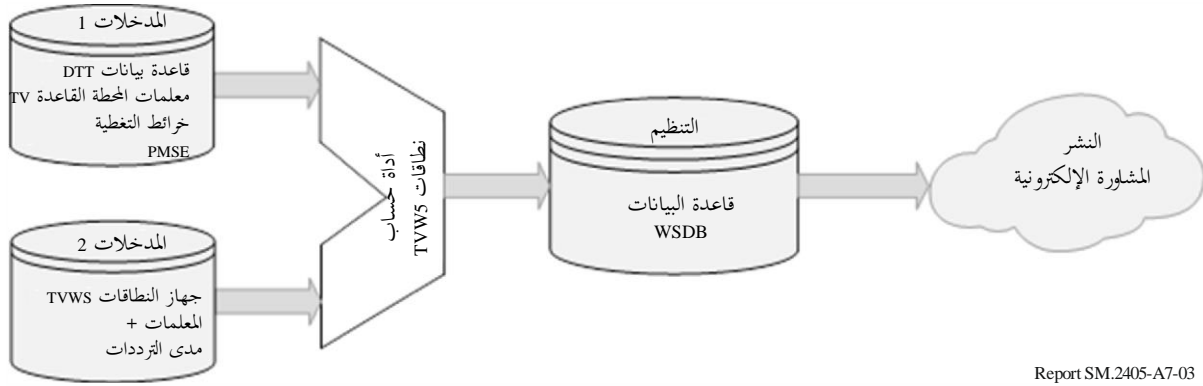 المدخلات 1
قاعدة بيانات DTT
معلمات المحطة القاعدة TV
خرائط التغطية
PMSE
المدخلات 2
جهاز النطاقات TVWS
المعلمات +
مدى الترددات
أداة حساب
نطاقات TVW5
التنظيم
قاعدة البيانات
WSDB
النشر
المشاورة الإلكترونية
Report SM.2405-A7-03